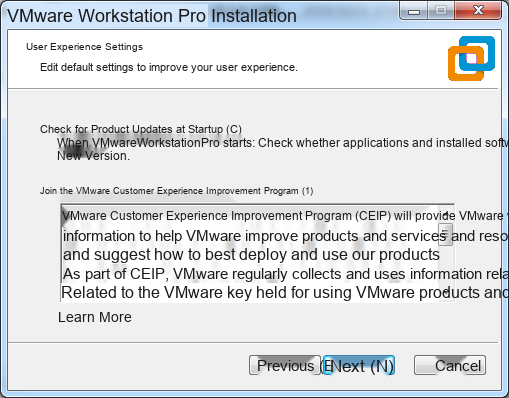 VMware Workstation Pro Installation
User Experience Settings
Edit default settings to improve your user experience.
Check for Product Updates at Startup (C)
When VMwareWorkstationPro starts: Check whether applications and installed soft
New Version.
Join the VMware Customer Experience Improvement Program (1)
VMware Customer Experience Improvement Program (CEIP) will provide VMware
information to help VMware improve products and services and reso
and suggest how to best deploy and use our products
As part of CEIP, VMware regularly collects and uses information rela
Related to the VMware key held for using VMware products and
Learn More
Previous (B Next (N) Cancel